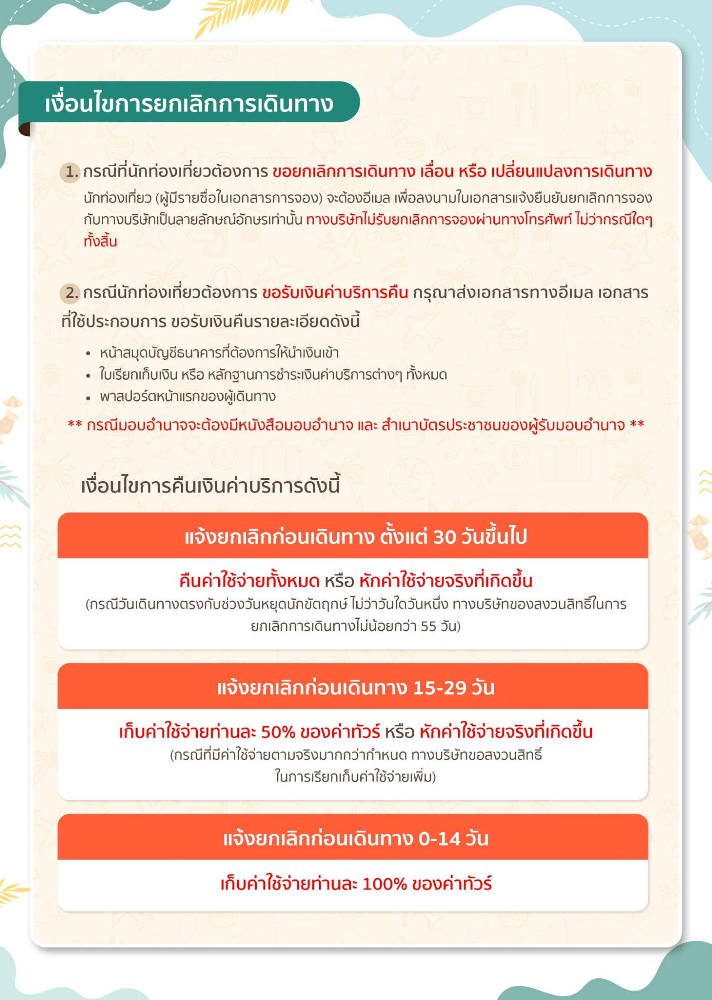 เงื่อนไขการยกเลิกการเดินทาง
1. กรณีที่นักท่องเที่ยวต้องการ ขอยกเลิกการเดินทาง เลื่อน หรือ เปลี่ยนแปลงการเดินทาง
นักท่องเที่ยว (ผู้มีรายชื่อในเอกสารการจอง) จะต้องอีเมล เพื่อลงนามในเอกสารแจ้งยืนยันยกเลิกการจอง
กับทางบริษัทเป็นลายลักษณ์อักษรเท่านั้น ทางบริษัทไม่รับยกเลิกการจองผ่านทางโทรศัพท์ ไม่ว่ากรณีใดๆ
ทั้งสิ้น
2. กรณีนักท่องเที่ยวต้องการ ขอรับเงินค่าบริการคืน กรุณาส่งเอกสารทางอีเมล เอกสาร
ที่ใช้ประกอบการ ขอรับเงินคืนรายละเอียดดังนี้
• หน้าสมุดบัญชีธนาคารที่ต้องการให้นำเงินเข้า
• ใบเรียกเก็บเงิน หรือ หลักฐานการชำระเงินค่าบริการต่างๆ ทั้งหมด
• พาสปอร์ตหน้าแรกของผู้เดินทาง
** กรณีมอบอำนาจจะต้องมีหนังสือมอบอำนาจ และ สำเนาบัตรประชาชนของผู้รับมอบอำนาจ **
เงื่อนไขการคืนเงินค่าบริการดังนี้
แจ้งยกเลิกก่อนเดินทาง ตั้งแต่ 30 วันขึ้นไป
คืนค่าใช้จ่ายทั้งหมด หรือ หักค่าใช้จ่ายจริงที่เกิดขึ้น
(กรณีวันเดินทางตรงกับช่วงวันหยุดนักขัตฤกษ์ ไม่ว่าวันใดวันหนึ่ง ทางบริษัทของสงวนสิทธิ์ในการ
ยกเลิกการเดินทางไม่น้อยกว่า 55 วัน)
แจ้งยกเลิกก่อนเดินทาง 15-29 วัน
เก็บค่าใช้จ่ายท่านละ 50% ของค่าทัวร์ หรือ หักค่าใช้จ่ายจริงที่เกิดขึ้น
(กรณีที่มีค่าใช้จ่ายตามจริงมากกว่ากำหนด ทางบริษัทขอสงวนสิทธิ์
ในการเรียกเก็บค่าใช้จ่ายเพิ่ม)
แจ้งยกเลิกก่อนเดินทาง 0-14 วัน
เก็บค่าใช้จ่ายท่านละ 100% ของค่าทัวร์